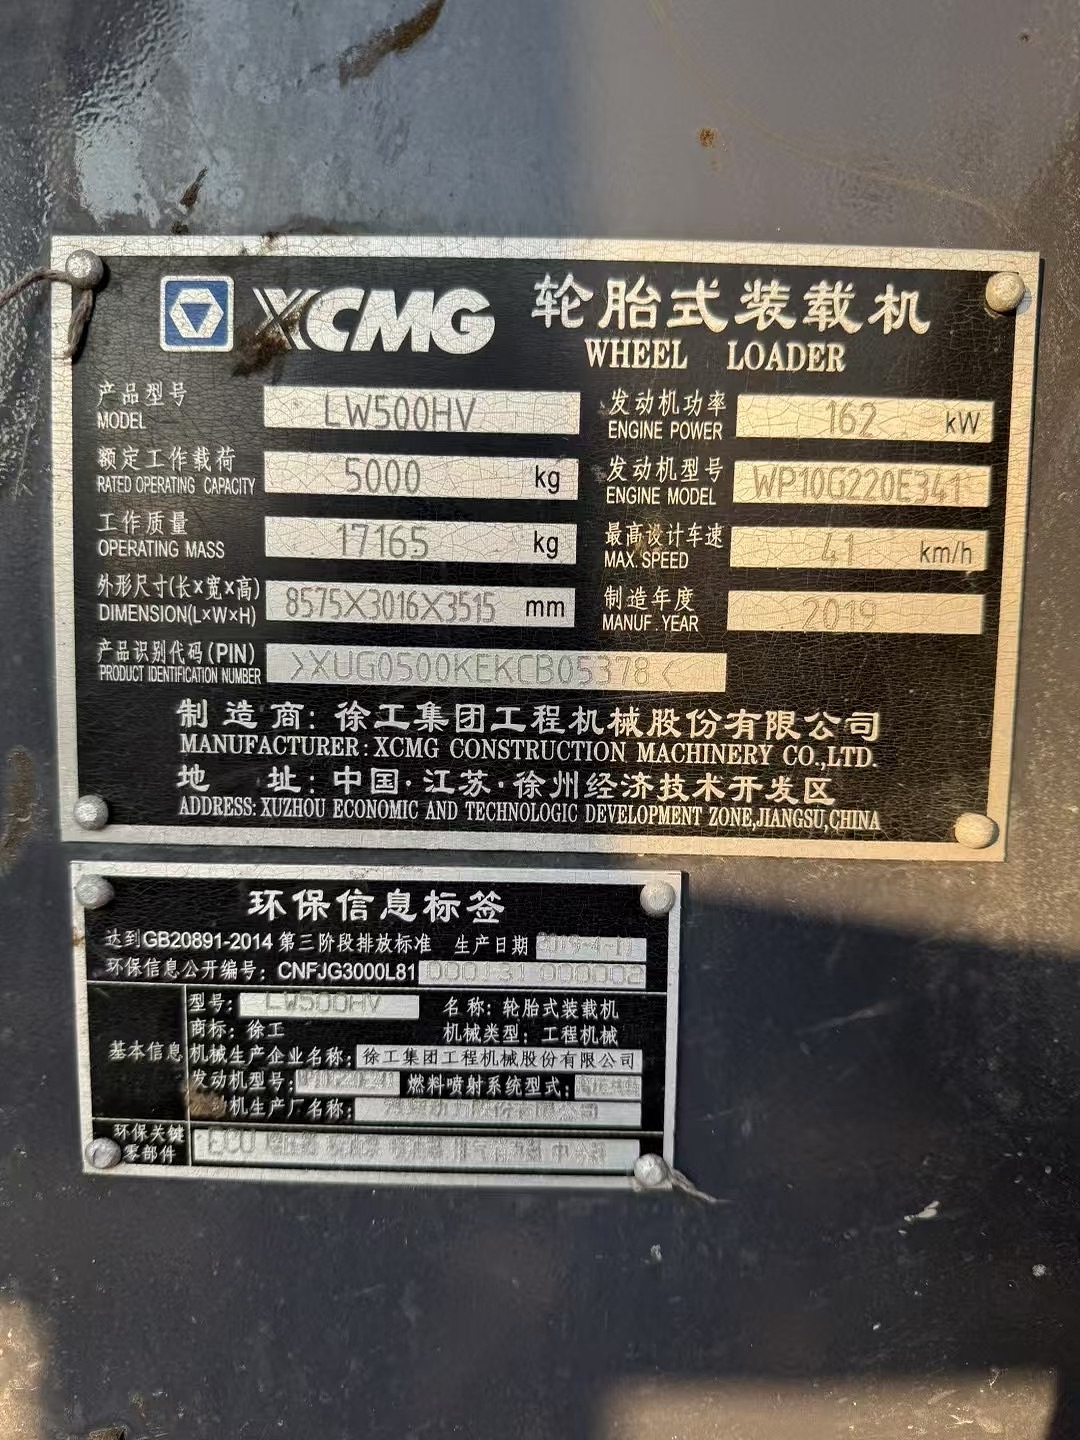 XCMG 轮胎式装载机
WHEEL LOADER
产品型号 LW500HV 发动机功率 162 kW
MODEL ENGINE POWER
额定工作载荷 5000 kg 发动机型号 WP10G220E341
RATED OPERATING CAPACITY ENGINE MODEL
工作质量 17165 kg 最高设计车速 41 km/h
OPERATING MASS MAX. SPEED
外形尺寸(长×宽×高) 8575X3016X3515 mm 制造年度 2019
DIMENSION(L×W×H) MANUF. YEAR
产品识别代码(PIN) >XUG0500KEKCB05378<
PRODUCT IDENTIFICATION NUMBER
制造商: 徐工集团工程机械股份有限公司
MANUFACTURER: XCMG CONSTRUCTION MACHINERY CO.,LTD.
地 址: 中国·江苏·徐州经济技术开发区
ADDRESS: XUZHOU ECONOMIC AND TECHNOLOGIC DEVELOPMENT ZONE,JIANGSU,CHINA
环保信息标签
达到GB20891-2014 第三阶段排放标准 生产日期
环保信息公开编号: CNFJG3000L81 000131 000002
型号: LW500HV 名 称: 轮胎式装载机
商标: 徐工 机械类型: 工程机械
基本信息 机械生产企业名称: 徐工集团工程机械股份有限公司
发动机型号: 燃料喷射系统型式:
动机生产厂名称:
环保关键 ECU
零部件